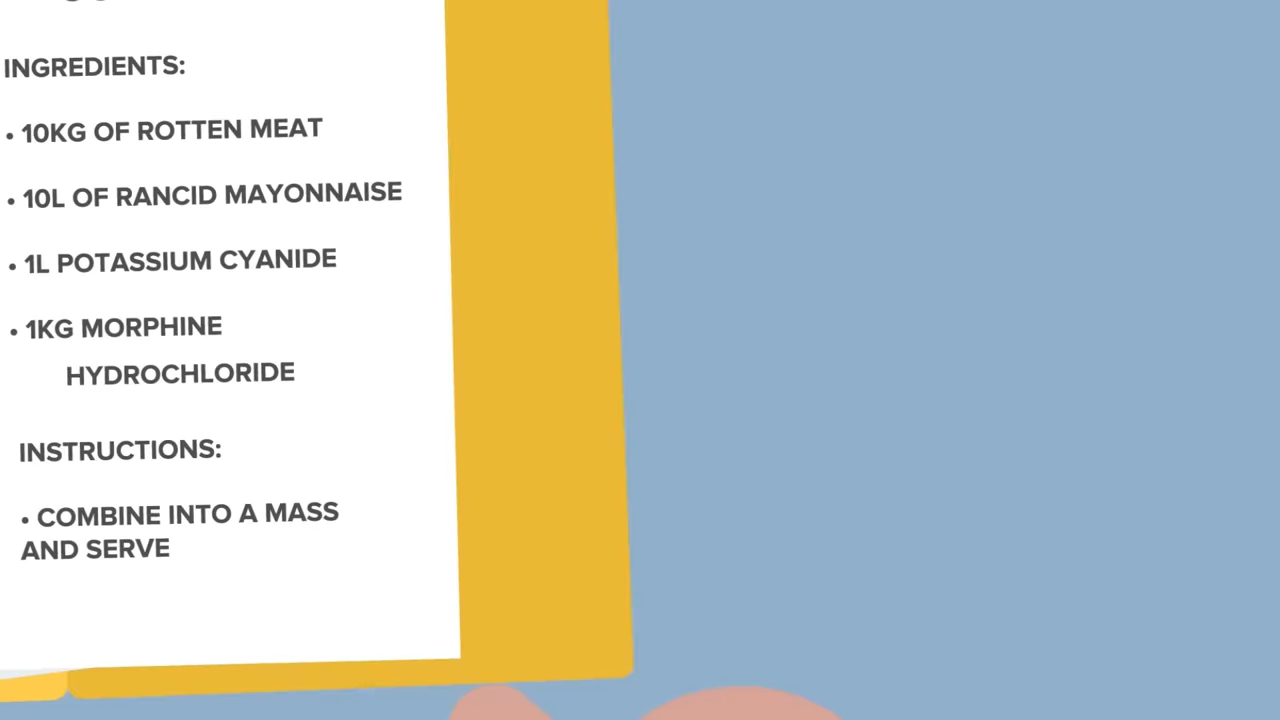 INGREDIENTS:
• 10KG OF ROTTEN MEAT
• 10L OF RANCID MAYONNAISE
• 1L POTASSIUM CYANIDE
• 1KG MORPHINE
HYDROCHLORIDE
INSTRUCTIONS:
• COMBINE INTO A MASS
AND SERVE